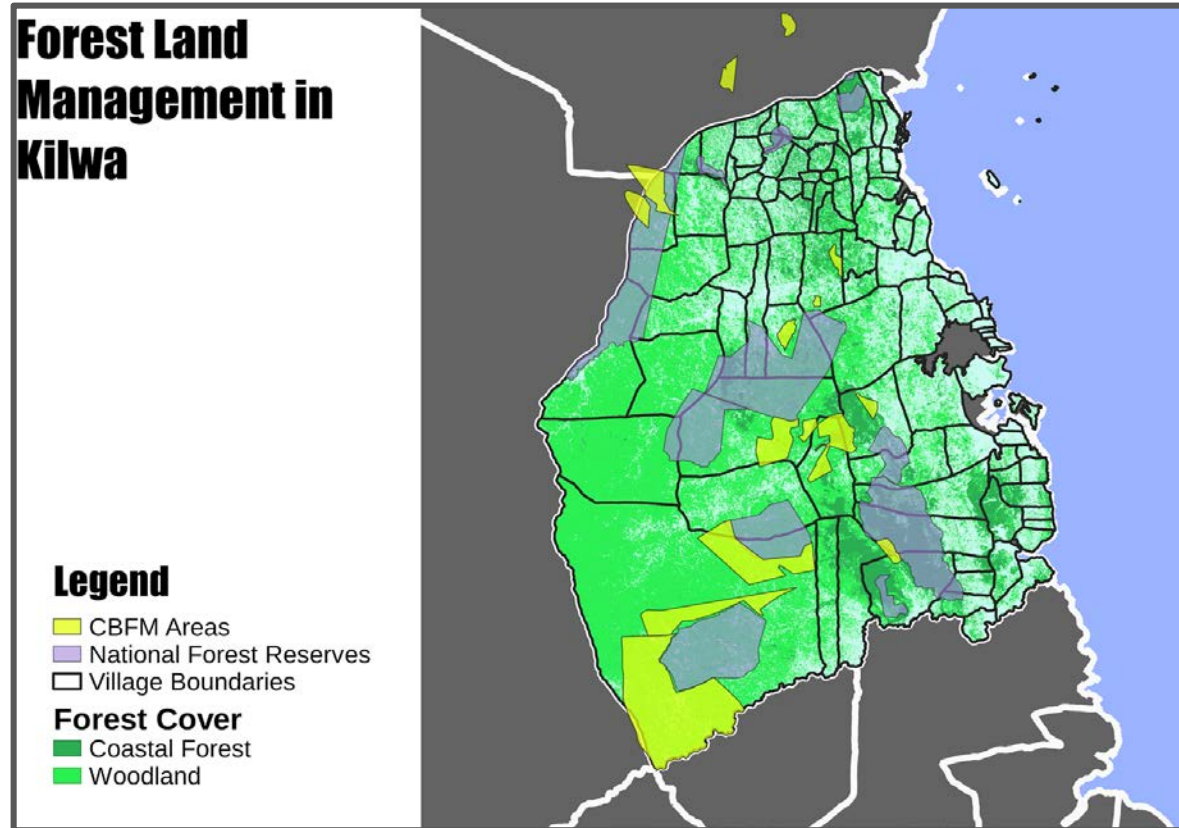 Forest Land
Management in
Kilwa
Legend
CBFM Areas
National Forest Reserves
Village Boundaries
Forest Cover
Coastal Forest
Woodland